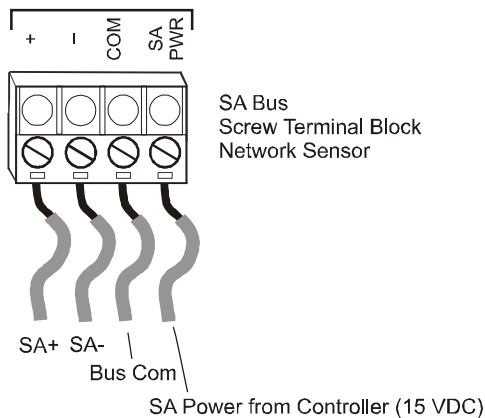 +
–
COM
SA
PWR
SA Bus
Screw Terminal Block
Network Sensor
SA+ SA-
Bus Com
SA Power from Controller (15 VDC)